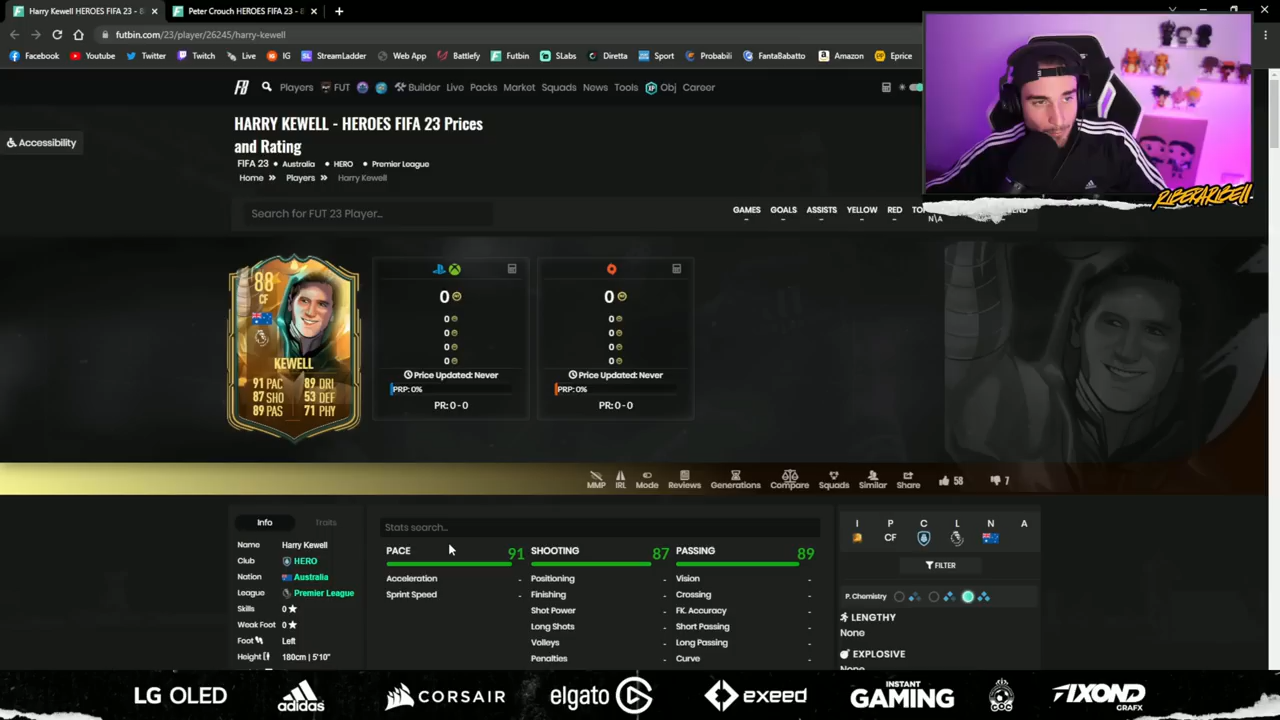 Harry Kewell HEROES FIFA 23 -
Peter Crouch HEROES FIFA 23 -
futbin.com/23/player/26245/harry-kewell
Facebook Youtube Twitter Twitch Live IG StreamLadder Web App Battlefy Futbin SLabs Diretta Sport Probabili FantaBabatto Amazon Eprice
FB Players FUT Builder Live Packs Market Squads News Tools Obj Career
Accessibility
HARRY KEWELL - HEROES FIFA 23 Prices
and Rating
FIFA 23 Australia HERO Premier League
Home Players Harry Kewell
Search for FUT 23 Player...
GAMES GOALS ASSISTS YELLOW RED
N/A
RIBERARIBELL
88
CF
KEWELL
91 PAC 89 DRI
87 SHO 53 DEF
89 PAS 71 PHY
0
0
0
0
0
Price Updated: Never
PRP: 0%
PR: 0 - 0
0
0
0
0
0
Price Updated: Never
PRP: 0%
PR: 0 - 0
MMP IRL Mode Reviews Generations Compare Squads Similar Share 58 7
Info Traits
Name Harry Kewell
Club HERO
Nation Australia
League Premier League
Skills 0
Weak Foot 0
Foot Left
Height 180cm | 5'10"
Stats search...
PACE 91
Acceleration -
Sprint Speed -
SHOOTING 87
Positioning -
Finishing -
Shot Power -
Long Shots -
Volleys -
Penalties -
PASSING 89
Vision -
Crossing -
FK. Accuracy -
Short Passing -
Long Passing -
Curve -
I P C L N A
CF
FILTER
P. Chemistry
LENGTHY
None
EXPLOSIVE
None
LG OLED adidas CORSAIR elgato exeed INSTANT GAMING FIXOND GRAFX